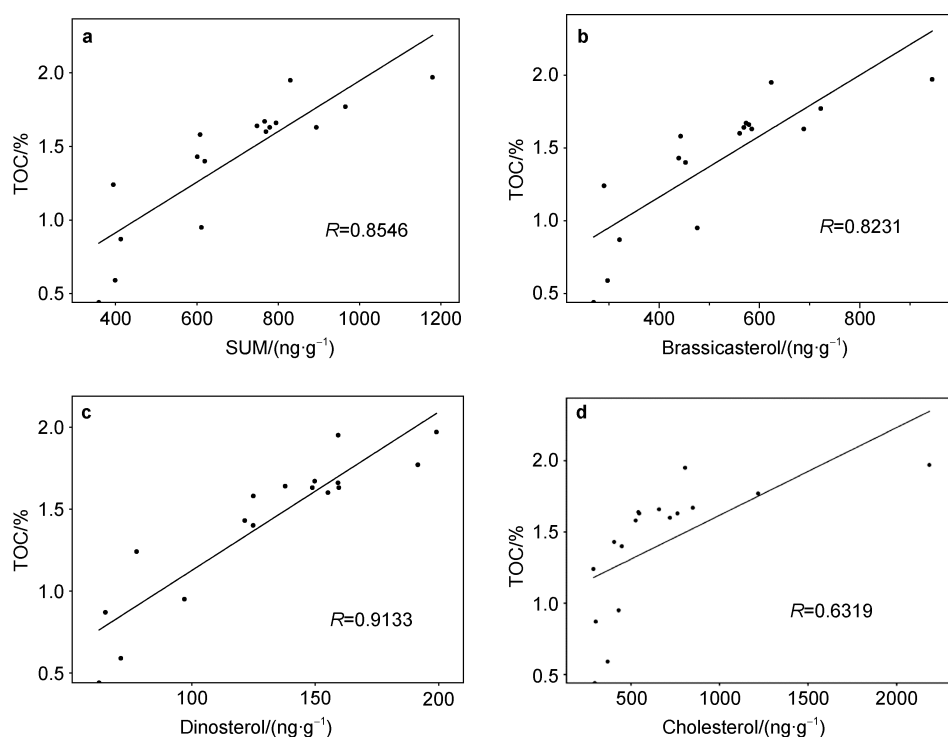 a
2.0
1.5
1.0
0.5
TOC/%
R=0.8546
400 600 800 1000 1200
SUM/(ng·g⁻¹)
b
2.0
1.5
1.0
0.5
TOC/%
R=0.8231
400 600 800
Brassicasterol/(ng·g⁻¹)
c
2.0
1.5
1.0
0.5
TOC/%
R=0.9133
100 150 200
Dinosterol/(ng·g⁻¹)
d
2.0
1.5
1.0
0.5
TOC/%
R=0.6319
500 1000 1500 2000
Cholesterol/(ng·g⁻¹)